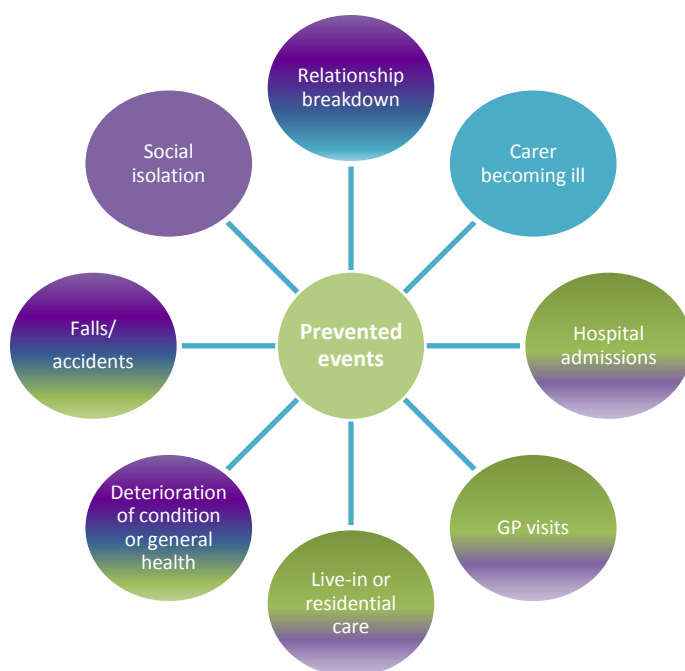 Relationship
breakdown
Social
isolation
Carer
becoming ill
Falls/
accidents
Prevented
events
Hospital
admissions
Deterioration
of condition
or general
health
GP visits
Live-in or
residential
care